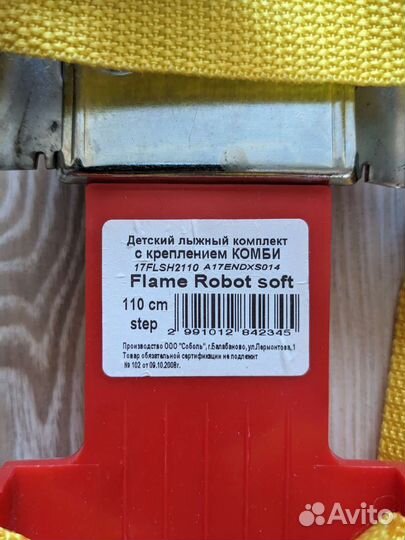 Детский лыжный комплект
с креплением КОМБИ
17FLSH2110 A17ENDXS014
Flame Robot soft
110 cm
step
2 991012 842345
Производство ООО "Соболь", г.Балабаново, ул.Лермонтова,1
Товар обязательной сертификации не подлежит
№ 102 от 09.10.2008г.
Avito